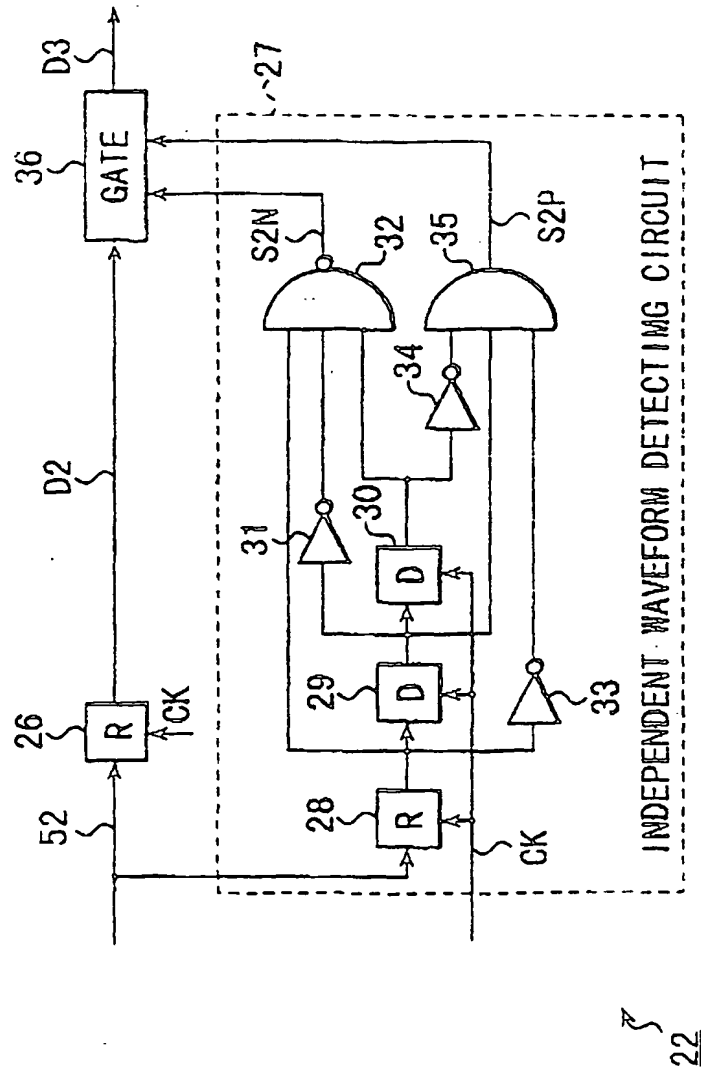 36
D3
GATE
D2
26
R
CK
52
27
S2N
32
31
30
D
34
35
S2P
29
D
28
R
33
CK
INDEPENDENT WAVEFORM DETECTIMG CIRCUIT
22